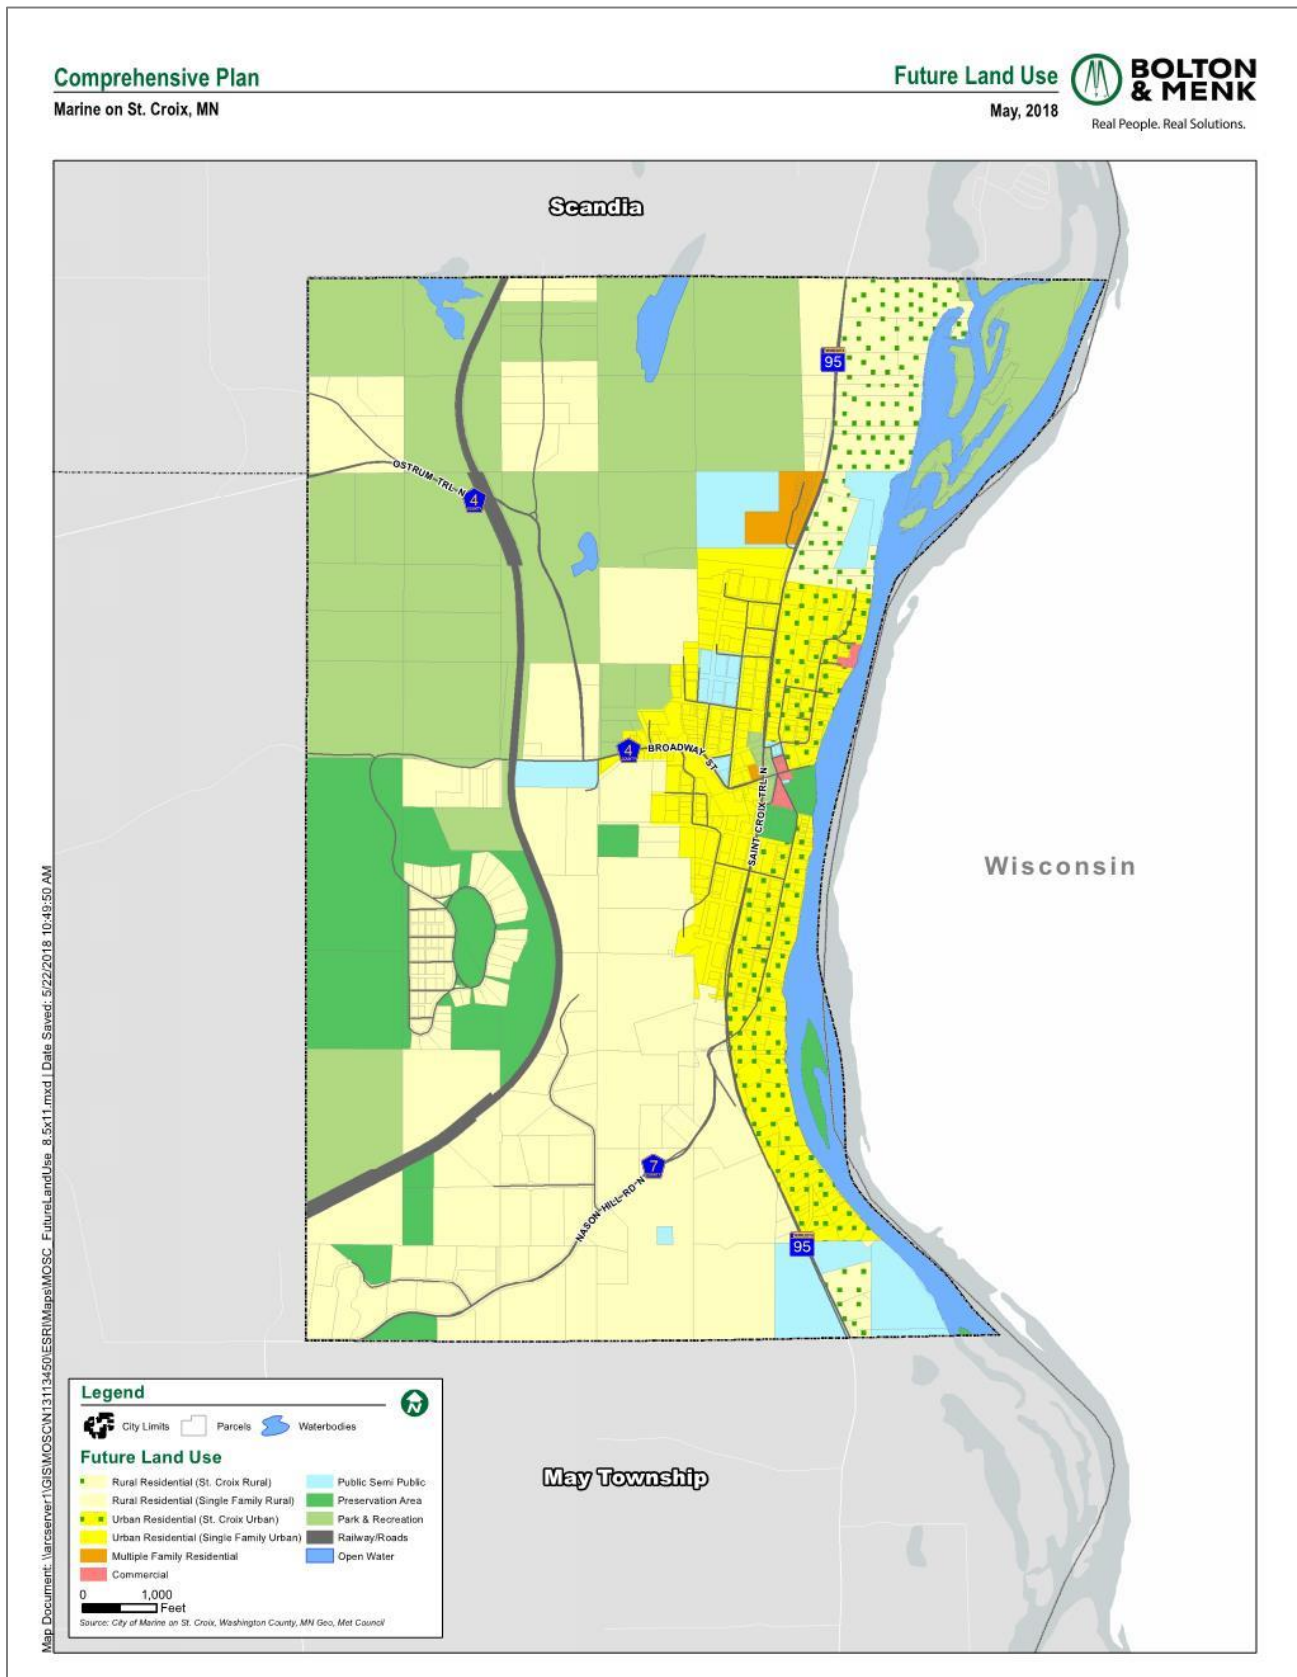 Comprehensive Plan
Marine on St. Croix, MN
Future Land Use
May, 2018
BOLTON
& MENK
Real People. Real Solutions.
Scandia
95
OSTRUM TRL N
4
4
BROADWAY ST
SAINT CROIX TRL N
Wisconsin
7
NASON HILL RD N
95
May Township
Legend
N
City Limits
Parcels
Waterbodies
Future Land Use
Rural Residential (St. Croix Rural)
Rural Residential (Single Family Rural)
Urban Residential (St. Croix Urban)
Urban Residential (Single Family Urban)
Multiple Family Residential
Commercial
Public Semi Public
Preservation Area
Park & Recreation
Railway/Roads
Open Water
0 1,000
Feet
Source: City of Marine on St. Croix, Washington County, MN Geo, Met Council
Map Document: \\arcserver1\GIS\MOSC\N13113450\ESRI\Maps\MOSC_FutureLandUse_8.5x11.mxd | Date Saved: 5/22/2018 10:49:50 AM